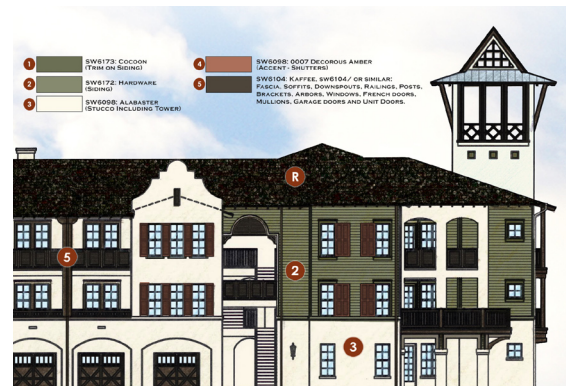 1 SW6173: Cocoon
(Trim on Siding)
2 SW6172: Hardware
(Siding)
3 SW6098: Alabaster
(Stucco Including Tower)
4 SW6098: 0007 Decorous Amber
(Accent - Shutters)
5 SW6104: Kaffee, sw6104/ or similar:
Fascia, Soffits, Downspouts, Railings, Posts,
Brackets, Arbors, Windows, French doors,
Mullions, Garage doors and Unit Doors.
R
5
2
3